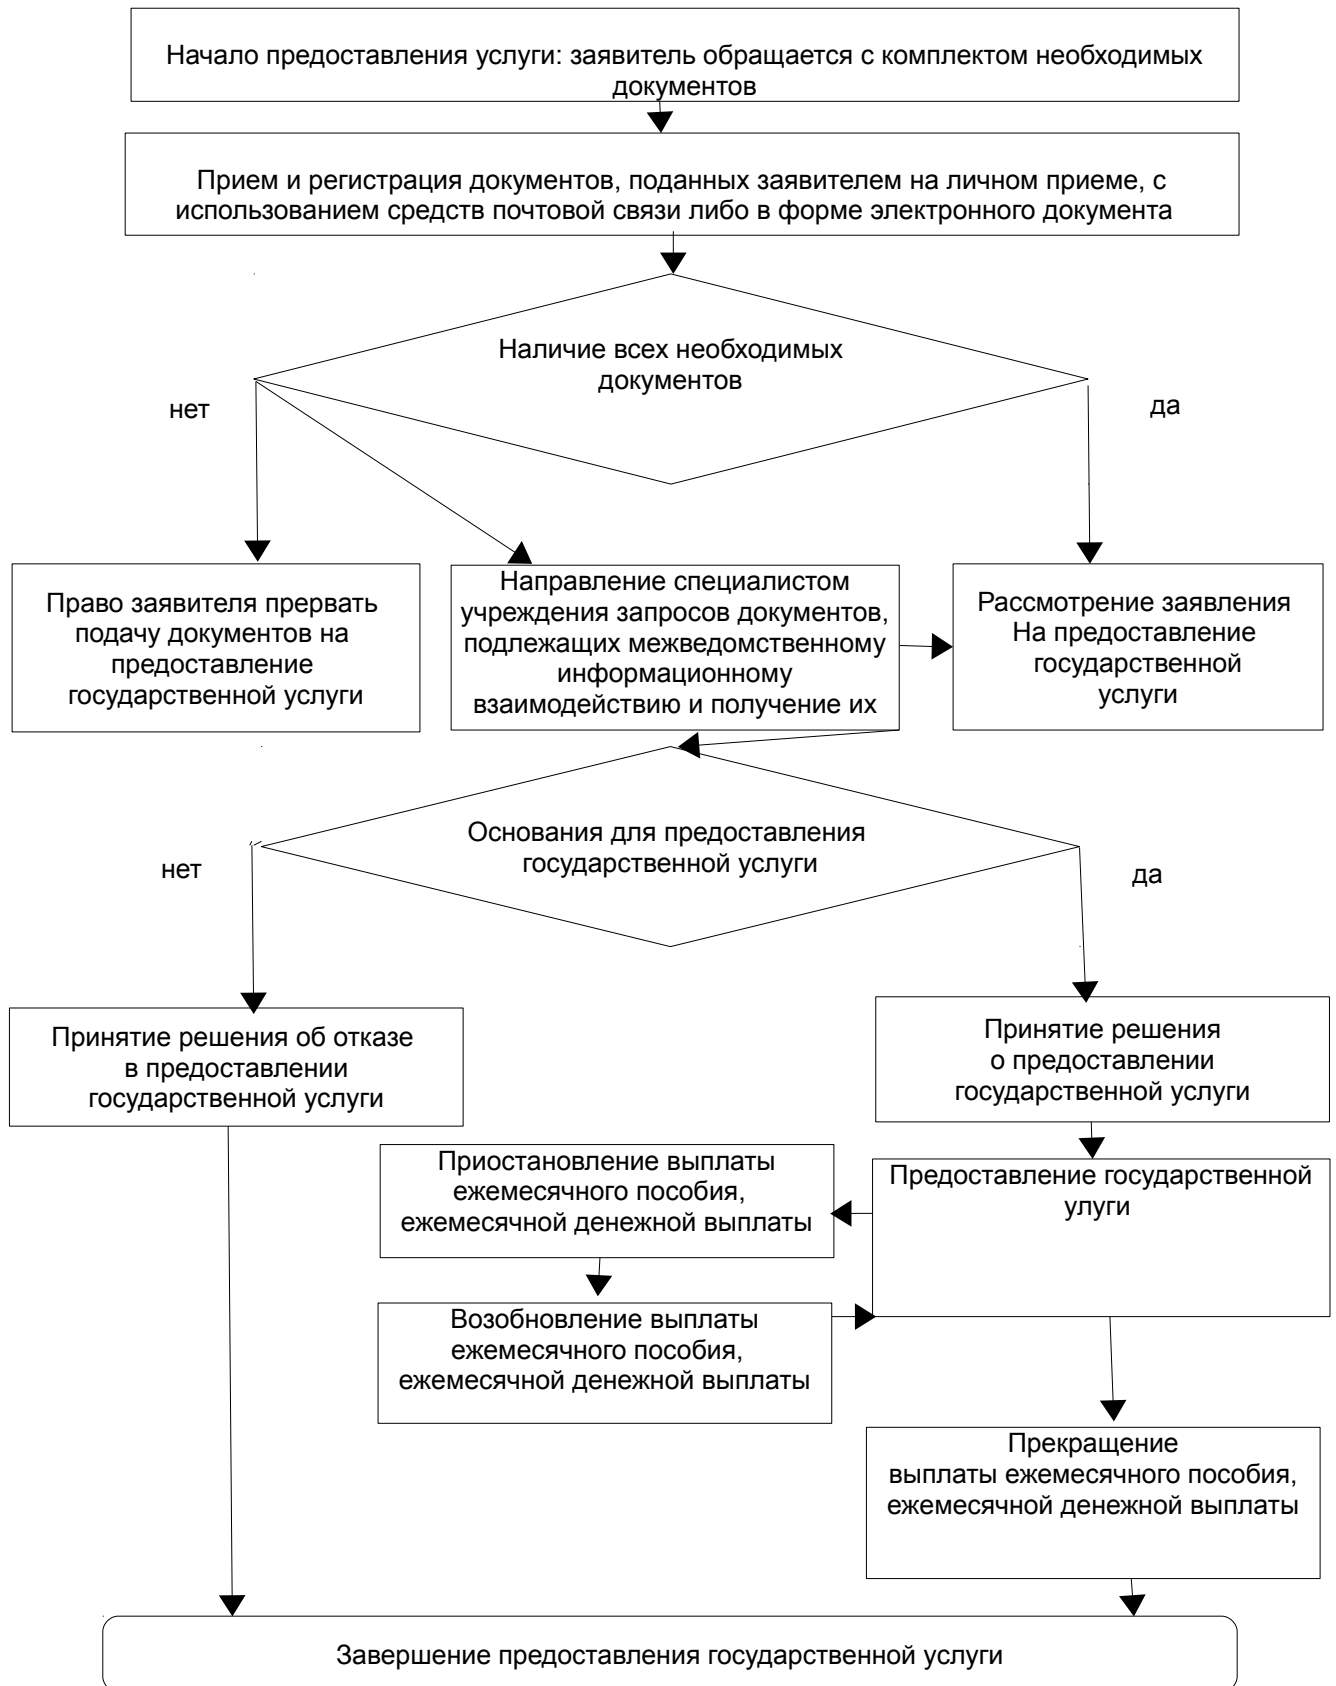 Начало предоставления услуги: заявитель обращается с комплектом необходимых
документов
Прием и регистрация документов, поданных заявителем на личном приеме, с
использованием средств почтовой связи либо в форме электронного документа
Наличие всех необходимых
документов
нет
да
Право заявителя прервать
подачу документов на
предоставление
государственной услуги
Направление специалистом
учреждения запросов документов,
подлежащих межведомственному
информационному
взаимодействию и получение их
Рассмотрение заявления
На предоставление
государственной
услуги
Основания для предоставления
государственной услуги
нет
да
Принятие решения об отказе
в предоставлении
государственной услуги
Принятие решения
о предоставлении
государственной услуги
Приостановление выплаты
ежемесячного пособия,
ежемесячной денежной выплаты
Предоставление государственной
улуги
Возобновление выплаты
ежемесячного пособия,
ежемесячной денежной выплаты
Прекращение
выплаты ежемесячного пособия,
ежемесячной денежной выплаты
Завершение предоставления государственной услуги